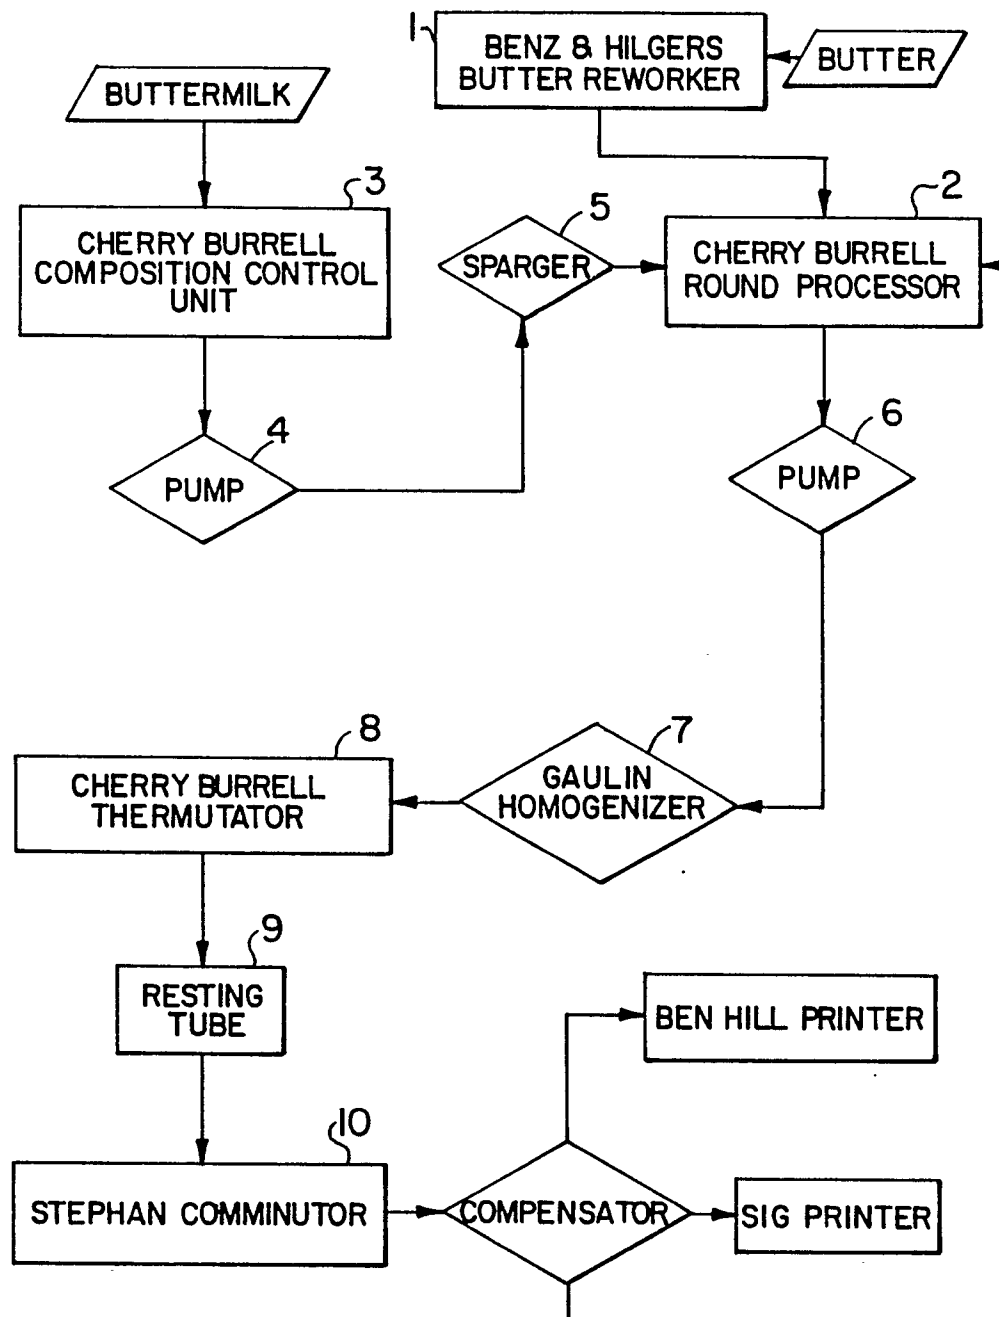 1
BENZ & HILGERS
BUTTER REWORKER
BUTTER
BUTTERMILK
3
CHERRY BURRELL
COMPOSITION CONTROL
UNIT
5
SPARGER
2
CHERRY BURRELL
ROUND PROCESSOR
4
PUMP
6
PUMP
7
GAULIN
HOMOGENIZER
8
CHERRY BURRELL
THERMUTATOR
9
RESTING
TUBE
BEN HILL PRINTER
10
STEPHAN COMMINUTOR
COMPENSATOR
SIG PRINTER